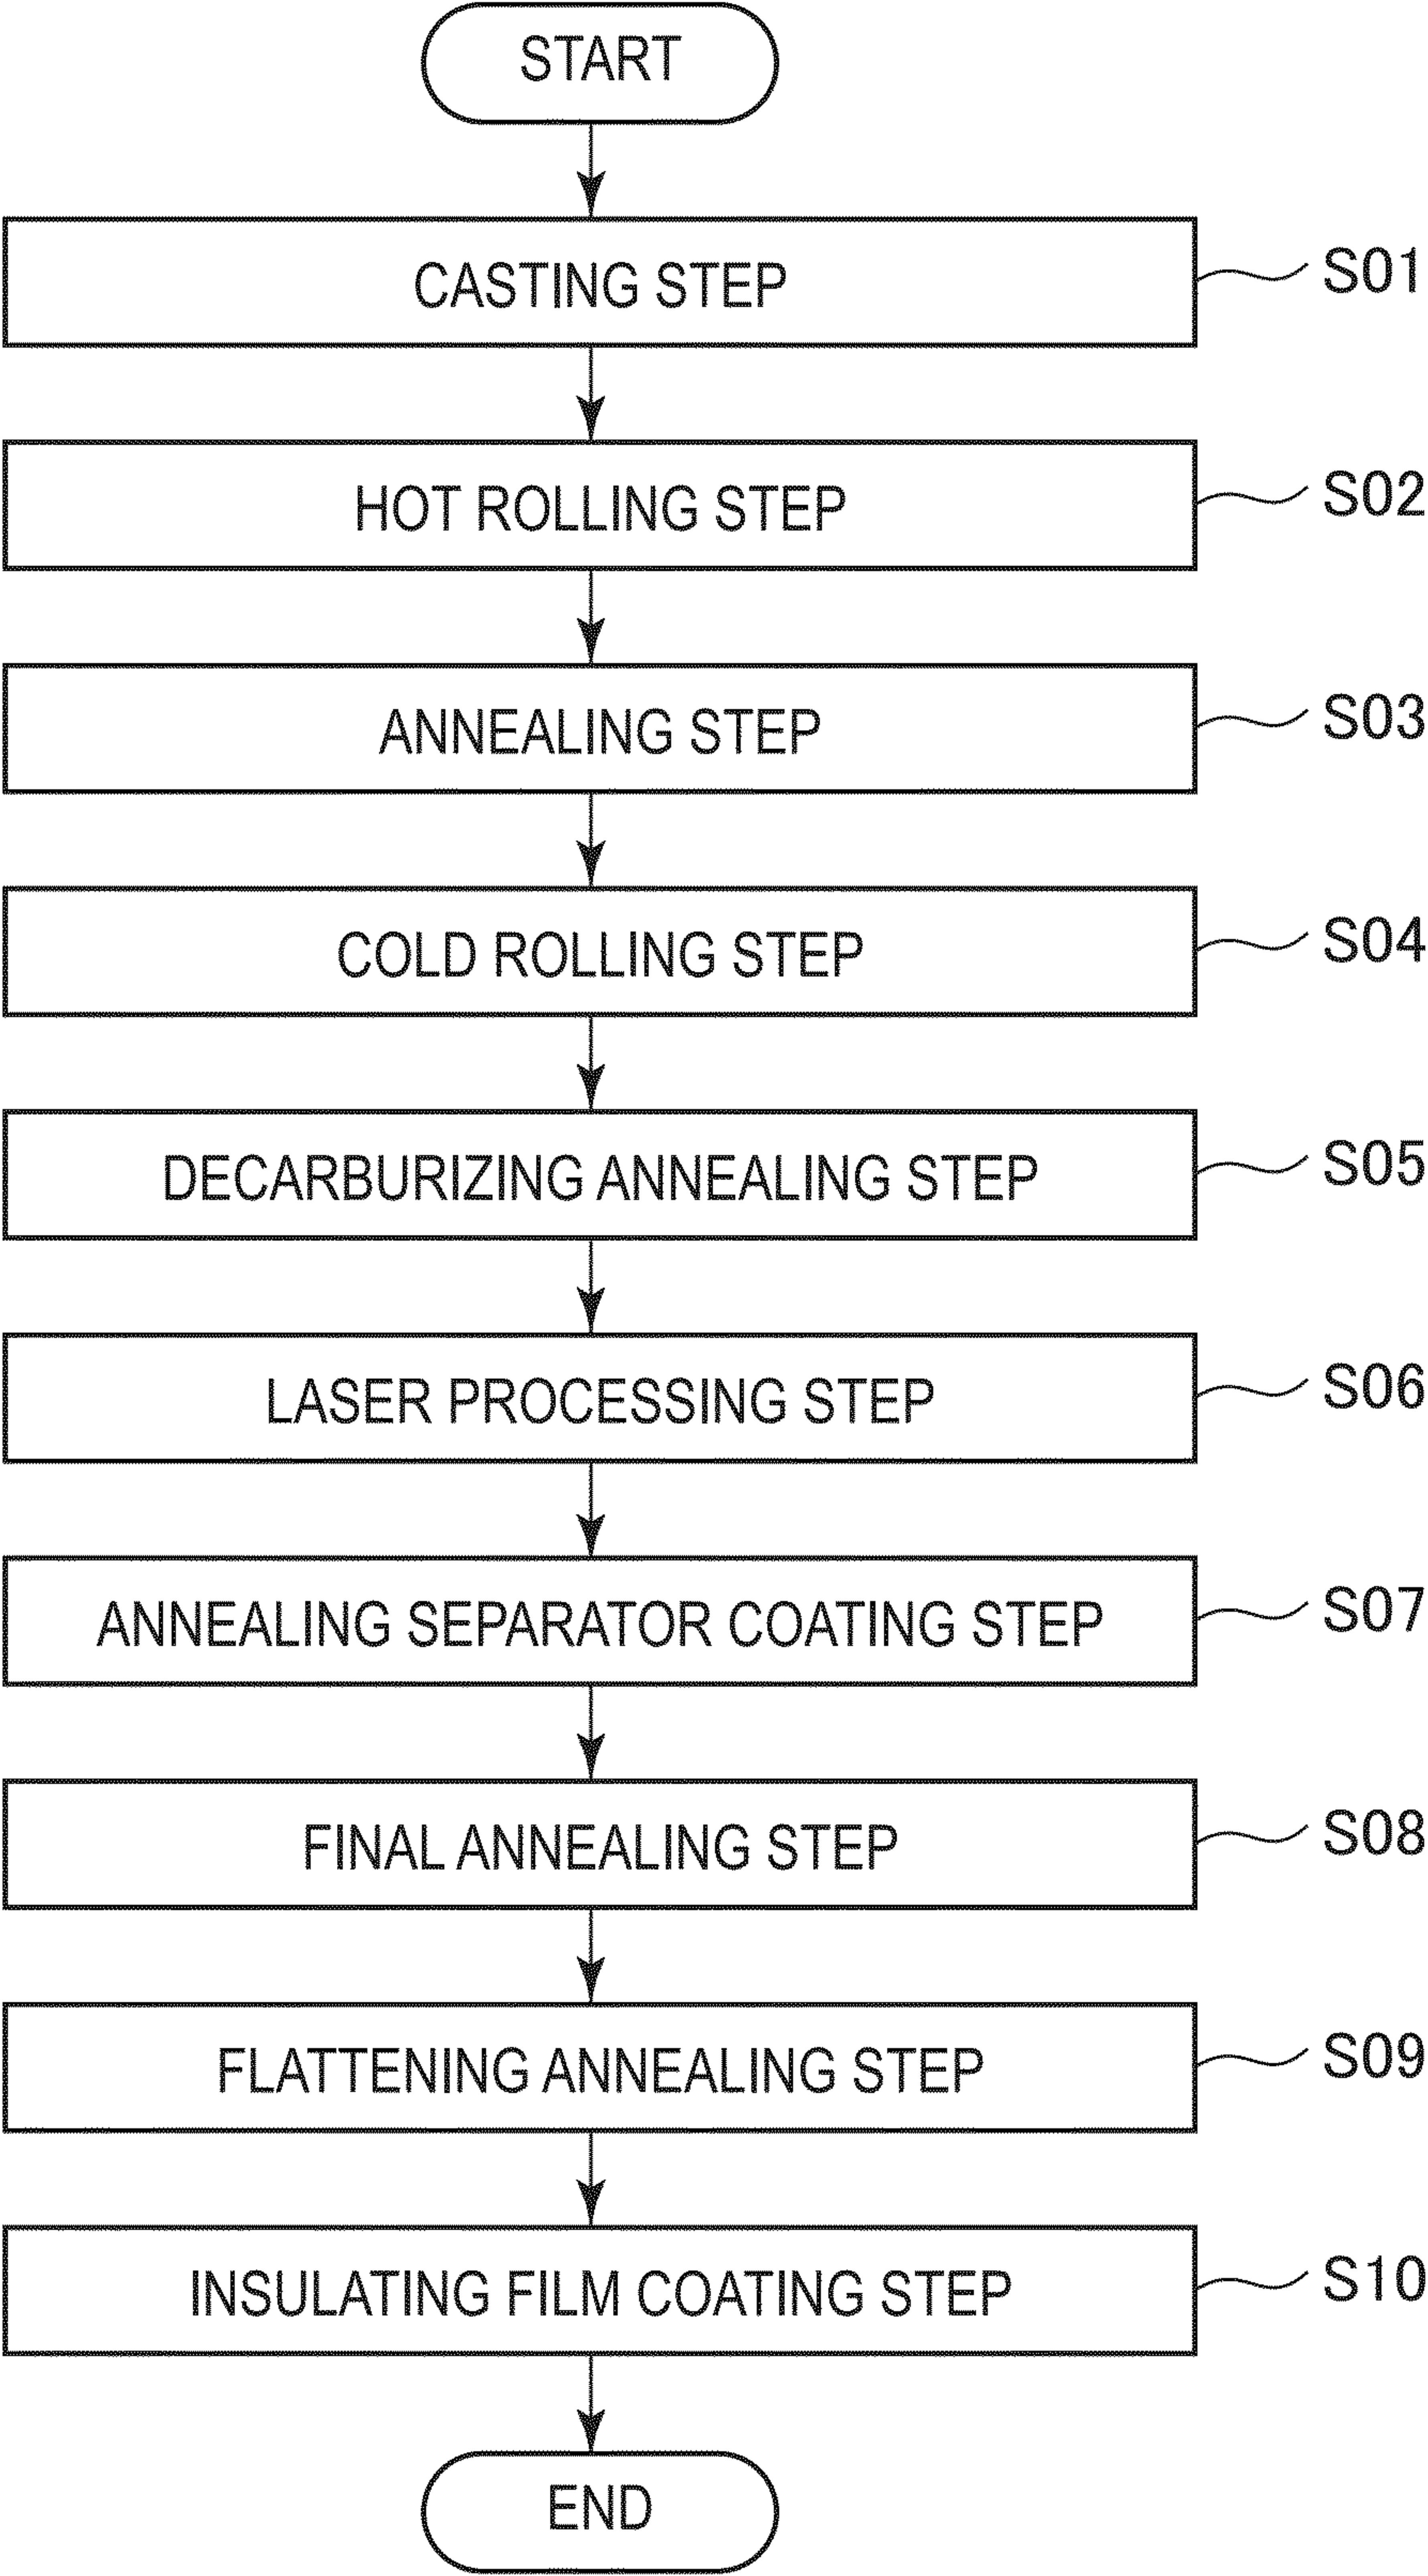 START
CASTING STEP
S01
HOT ROLLING STEP
S02
ANNEALING STEP
S03
COLD ROLLING STEP
S04
DECARBURIZING ANNEALING STEP
S05
LASER PROCESSING STEP
S06
ANNEALING SEPARATOR COATING STEP
S07
FINAL ANNEALING STEP
S08
FLATTENING ANNEALING STEP
S09
INSULATING FILM COATING STEP
S10
END